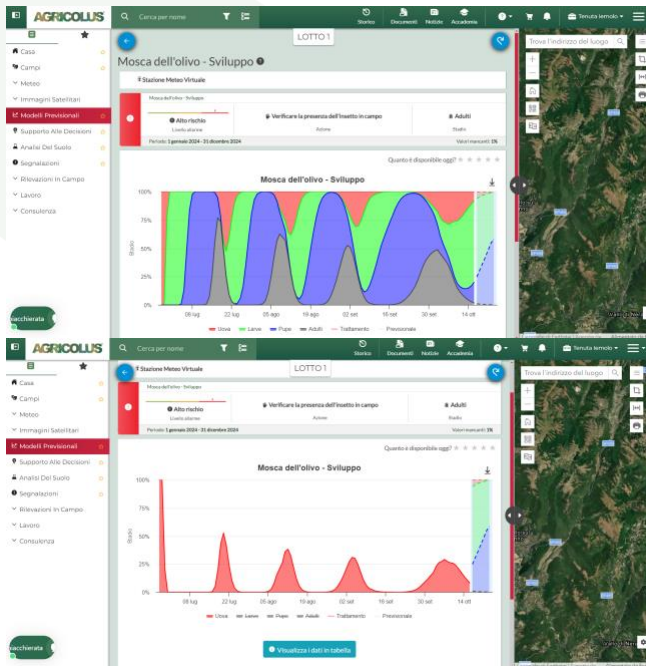 AGRICOLUS
Cerca per nome
Storico
Documenti
Notizie
Accademia
Tenuta Iemolo
Casa
Campi
Meteo
Immagini Satellitari
Modelli Previsionali
Supporto Alle Decisioni
Analisi Del Suolo
Segnalazioni
Rilevazioni In Campo
Lavoro
Consulenza
LOTTO 1
Mosca dell'olivo - Sviluppo
Stazione Meteo Virtuale
Mosca dell'olivo - Sviluppo
Alto rischio
Livello allarme
Verificare la presenza dell'insetto in campo
Azione
Adulti
Stadio
Periodo: 1 gennaio 2024 - 31 dicembre 2024
Valori mancanti: 1%
Quanto è disponibile oggi?
Mosca dell'olivo - Sviluppo
100%
75%
50%
25%
0%
Stadio
08 lug
22 lug
05 ago
19 ago
02 set
16 set
30 set
14 ott
Uova
Larve
Pupe
Adulti
Trattamento
Previsionale
Trova l'indirizzo del luogo
AGRICOLUS
Cerca per nome
Storico
Documenti
Notizie
Accademia
Tenuta Iemolo
Casa
Campi
Meteo
Immagini Satellitari
Modelli Previsionali
Supporto Alle Decisioni
Analisi Del Suolo
Segnalazioni
Rilevazioni In Campo
Lavoro
Consulenza
LOTTO 1
Stazione Meteo Virtuale
Mosca dell'olivo - Sviluppo
Alto rischio
Livello allarme
Verificare la presenza dell'insetto in campo
Azione
Adulti
Stadio
Periodo: 1 gennaio 2024 - 31 dicembre 2024
Valori mancanti: 1%
Quanto è disponibile oggi?
Mosca dell'olivo - Sviluppo
100%
75%
50%
25%
0%
Stadio
08 lug
22 lug
05 ago
19 ago
02 set
16 set
30 set
14 ott
Uova
Larve
Pupe
Adulti
Trattamento
Previsionale
Visualizza i dati in tabella
Trova l'indirizzo del luogo